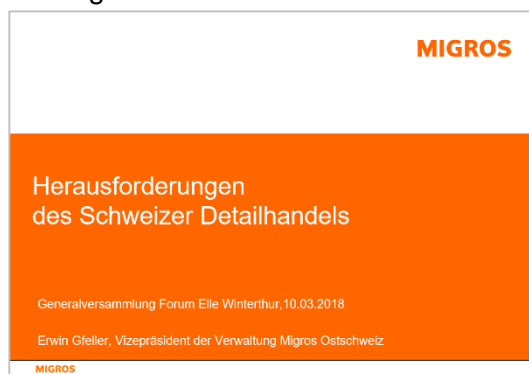 MIGROS
Herausforderungen
des Schweizer Detailhandels
Generalversammlung Forum Elle Winterthur,10.03.2018
Erwin Gfeller, Vizepräsident der Verwaltung Migros Ostschweiz
MIGROS